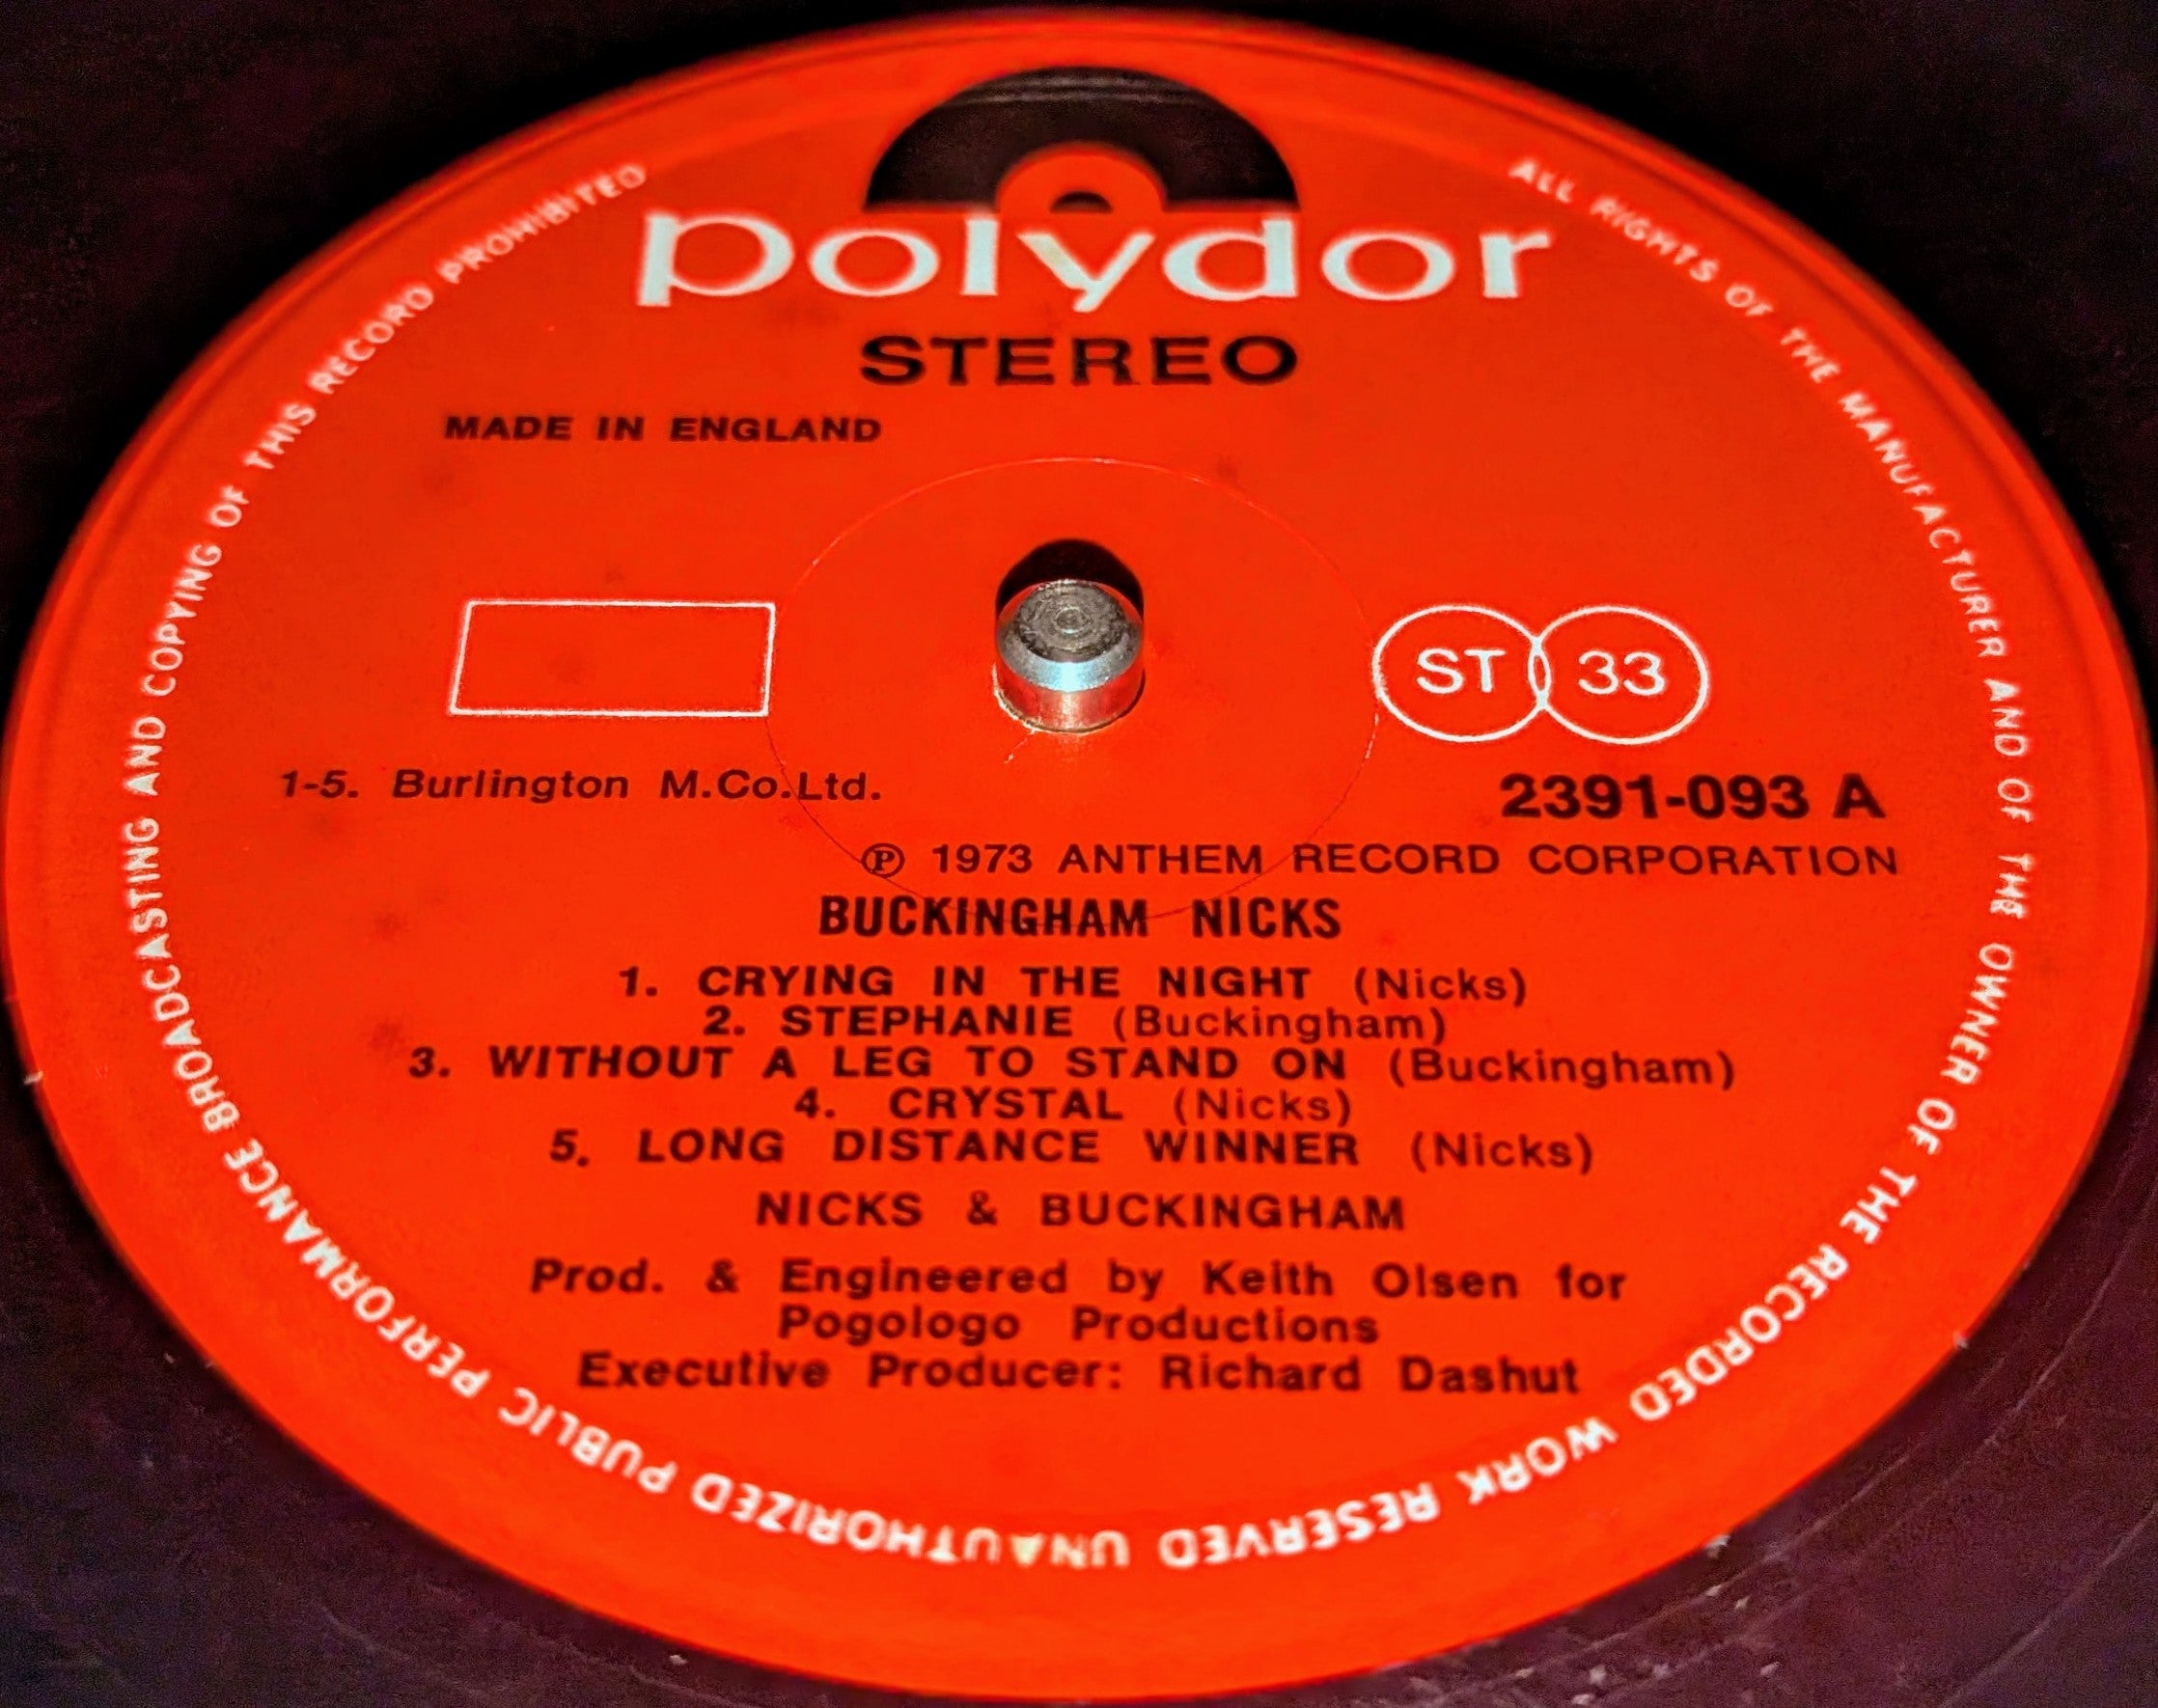 polydor
STEREO
MADE IN ENGLAND
ST 33
1-5. Burlington M.Co.Ltd.
2391-093 A
℗ 1973 ANTHEM RECORD CORPORATION
BUCKINGHAM NICKS
1. CRYING IN THE NIGHT (Nicks)
2. STEPHANIE (Buckingham)
3. WITHOUT A LEG TO STAND ON (Buckingham)
4. CRYSTAL (Nicks)
5. LONG DISTANCE WINNER (Nicks)
NICKS & BUCKINGHAM
Prod. & Engineered by Keith Olsen for
Pogologo Productions
Executive Producer: Richard Dashut
ALL RIGHTS OF THE MANUFACTURER AND OF THE OWNER OF THE RECORDED WORK RESERVED UNAUTHORIZED PUBLIC PERFORMANCE BROADCASTING AND COPYING OF THIS RECORD PROHIBITED